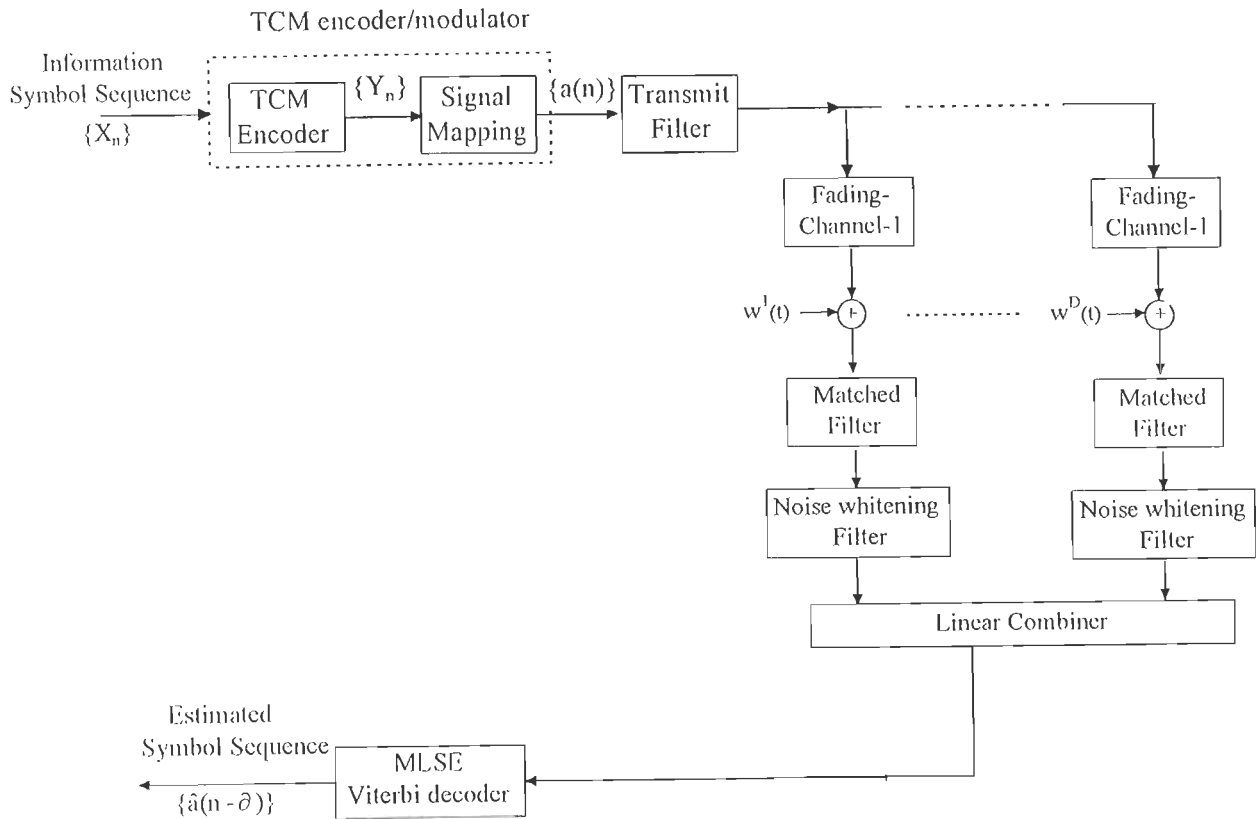 TCM encoder/modulator
Information
Symbol Sequence
{Xₙ}
TCM
Encoder
{Yₙ}
Signal
Mapping
{a(n)}
Transmit
Filter
Fading-
Channel-1
Fading-
Channel-1
w¹(t)
+
wᴰ(t)
+
Matched
Filter
Matched
Filter
Noise whitening
Filter
Noise whitening
Filter
Linear Combiner
Estimated
Symbol Sequence
{â(n - ∂)}
MLSE
Viterbi decoder